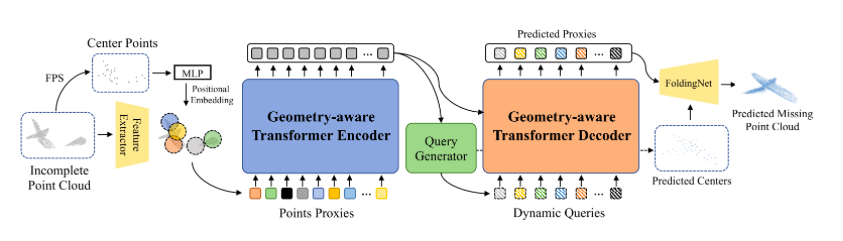 Center Points
FPS
MLP
Positional
Embedding
Feature
Extractor
Incomplete
Point Cloud
Geometry-aware
Transformer Encoder
...
...
Points Proxies
Query
Generator
Predicted Proxies
...
Geometry-aware
Transformer Decoder
...
Dynamic Queries
FoldingNet
Predicted Missing
Point Cloud
Predicted Centers